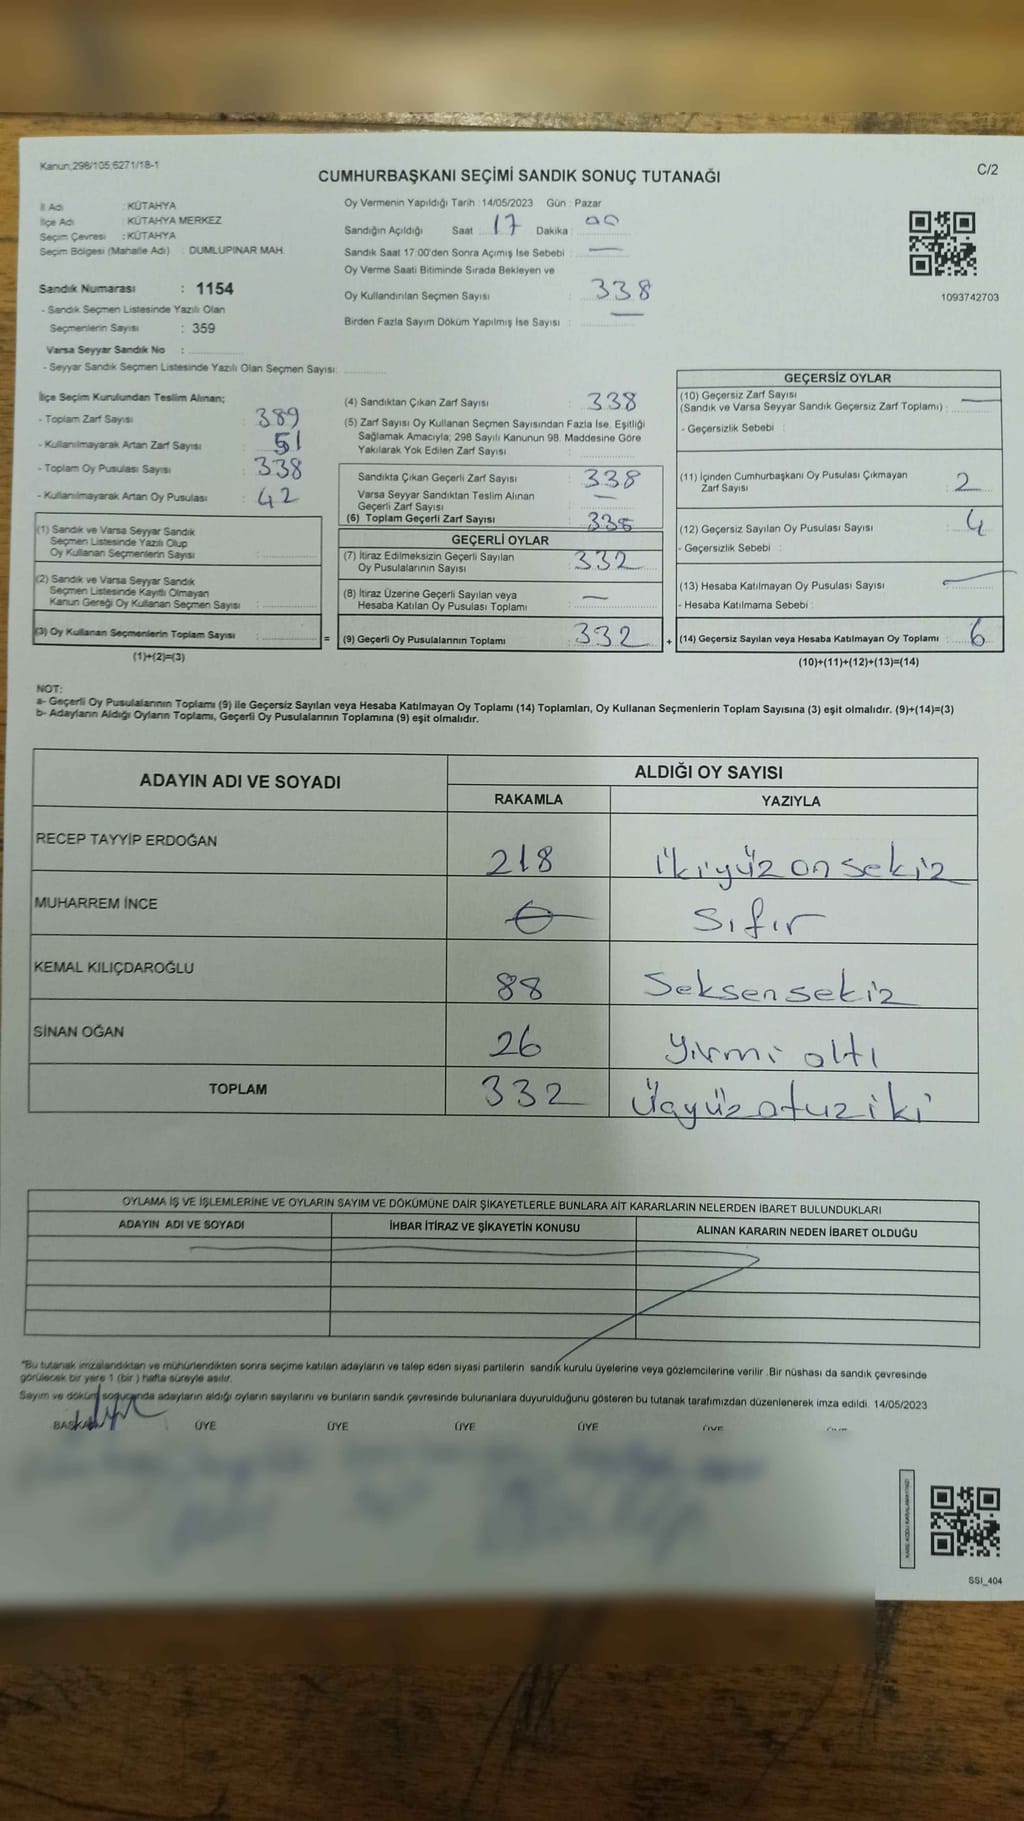 Kanun;298/105;6271/18-1
CUMHURBAŞKANI SEÇİMİ SANDIK SONUÇ TUTANAĞI
C/2
İl Adı : KÜTAHYA
İlçe Adı : KÜTAHYA MERKEZ
Seçim Çevresi : KÜTAHYA
Seçim Bölgesi (Mahalle Adı) : DUMLUPINAR MAH.
Sandık Numarası : 1154
- Sandık Seçmen Listesinde Yazılı Olan
Seçmenlerin Sayısı : 359
Varsa Seyyar Sandık No :
- Seyyar Sandık Seçmen Listesinde Yazılı Olan Seçmen Sayısı:
Oy Vermenin Yapıldığı Tarih : 14/05/2023 Gün : Pazar
Sandığın Açıldığı Saat 17 Dakika : 00
Sandık Saat 17:00'den Sonra Açımış İse Sebebi : —
Oy Verme Saati Bitiminde Sırada Bekleyen ve
Oy Kullandırılan Seçmen Sayısı : 338
Birden Fazla Sayım Döküm Yapılmış İse Sayısı : —
1093742703
İlçe Seçim Kurulundan Teslim Alınan;
- Toplam Zarf Sayısı : 389
- Kullanılmayarak Artan Zarf Sayısı : 51
- Toplam Oy Pusulası Sayısı : 338
- Kullanılmayarak Artan Oy Pusulası : 42
(1) Sandık ve Varsa Seyyar Sandık
Seçmen Listesinde Yazılı Olup
Oy Kullanan Seçmenlerin Sayısı :
(2) Sandık ve Varsa Seyyar Sandık
Seçmen Listesinde Kayıtlı Olmayan
Kanun Gereği Oy Kullanan Seçmen Sayısı :
(3) Oy Kullanan Seçmenlerin Toplam Sayısı : =
(1)+(2)=(3)
(4) Sandıktan Çıkan Zarf Sayısı : 338
(5) Zarf Sayısı Oy Kullanan Seçmen Sayısından Fazla İse, Eşitliği
Sağlamak Amacıyla; 298 Sayılı Kanunun 98. Maddesine Göre
Yakılarak Yok Edilen Zarf Sayısı :
Sandıkta Çıkan Geçerli Zarf Sayısı : 338
Varsa Seyyar Sandıktan Teslim Alınan
Geçerli Zarf Sayısı : —
(6) Toplam Geçerli Zarf Sayısı :
GEÇERLİ OYLAR
(7) İtiraz Edilmeksizin Geçerli Sayılan
Oy Pusulalarının Sayısı : 332
(8) İtiraz Üzerine Geçerli Sayılan veya
Hesaba Katılan Oy Pusulası Toplamı : —
(9) Geçerli Oy Pusulalarının Toplamı : 332 +
GEÇERSİZ OYLAR
(10) Geçersiz Zarf Sayısı
(Sandık ve Varsa Seyyar Sandık Geçersiz Zarf Toplamı) : —
- Geçersizlik Sebebi :
(11) İçinden Cumhurbaşkanı Oy Pusulası Çıkmayan
Zarf Sayısı : 2
(12) Geçersiz Sayılan Oy Pusulası Sayısı : 4
- Geçersizlik Sebebi :
(13) Hesaba Katılmayan Oy Pusulası Sayısı : —
- Hesaba Katılmama Sebebi :
(14) Geçersiz Sayılan veya Hesaba Katılmayan Oy Toplamı : 6
(10)+(11)+(12)+(13)=(14)
NOT:
a- Geçerli Oy Pusulalarının Toplamı (9) ile Geçersiz Sayılan veya Hesaba Katılmayan Oy Toplamı (14) Toplamları, Oy Kullanan Seçmenlerin Toplam Sayısına (3) eşit olmalıdır. (9)+(14)=(3)
b- Adayların Aldığı Oyların Toplamı, Geçerli Oy Pusulalarının Toplamına (9) eşit olmalıdır.
ADAYIN ADI VE SOYADI
ALDIĞI OY SAYISI
RAKAMLA YAZIYLA
RECEP TAYYİP ERDOĞAN 218 İkiyüz on sekiz
MUHARREM İNCE 0 Sıfır
KEMAL KILIÇDAROĞLU 88 Seksen sekiz
SİNAN OĞAN 26 Yirmi altı
TOPLAM 332 Üçyüz otuz iki
OYLAMA İŞ VE İŞLEMLERİNE VE OYLARIN SAYIM VE DÖKÜMÜNE DAİR ŞİKAYETLERLE BUNLARA AİT KARARLARIN NELERDEN İBARET BULUNDUKLARI
ADAYIN ADI VE SOYADI İHBAR İTİRAZ VE ŞİKAYETİN KONUSU ALINAN KARARIN NEDEN İBARET OLDUĞU
*Bu tutanak imzalandıktan ve mühürlendikten sonra seçime katılan adayların ve talep eden siyasi partilerin sandık kurulu üyelerine veya gözlemcilerine verilir .Bir nüshası da sandık çevresinde
görülecek bir yere 1 (bir ) hafta süreyle asılır.
Sayım ve döküm sonucunda adayların aldığı oyların sayılarını ve bunların sandık çevresinde bulunanlara duyurulduğunu gösteren bu tutanak tarafımızdan düzenlenerek imza edildi. 14/05/2023
BAŞKAN ÜYE ÜYE ÜYE ÜYE
SSI_404